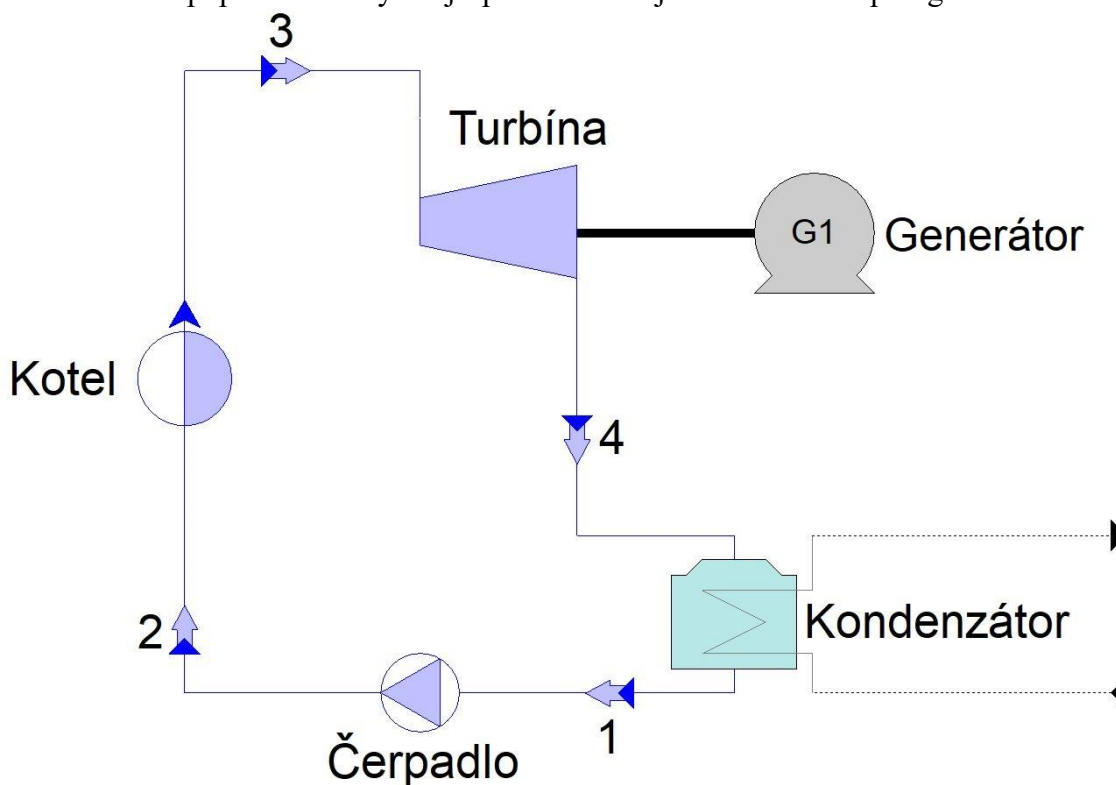 3
Turbína
G1
Generátor
Kotel
4
2
Kondenzátor
1
Čerpadlo